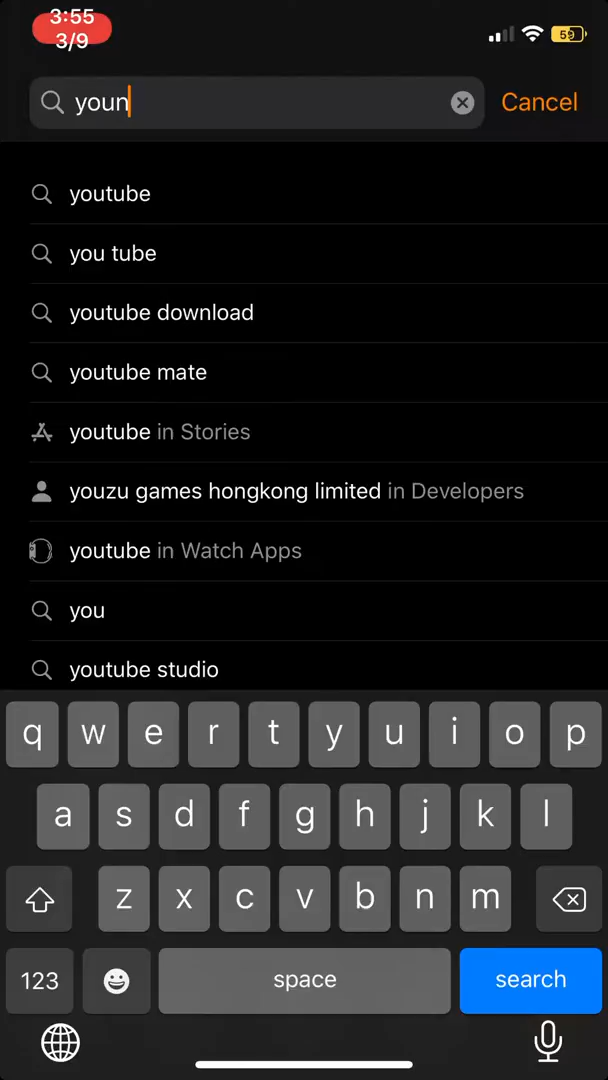 3:55
3/9
59
youn
Cancel
youtube
you tube
youtube download
youtube mate
youtube in Stories
youzu games hongkong limited in Developers
youtube in Watch Apps
you
youtube studio
q w e r t y u i o p
a s d f g h j k l
z x c v b n m
123 space search